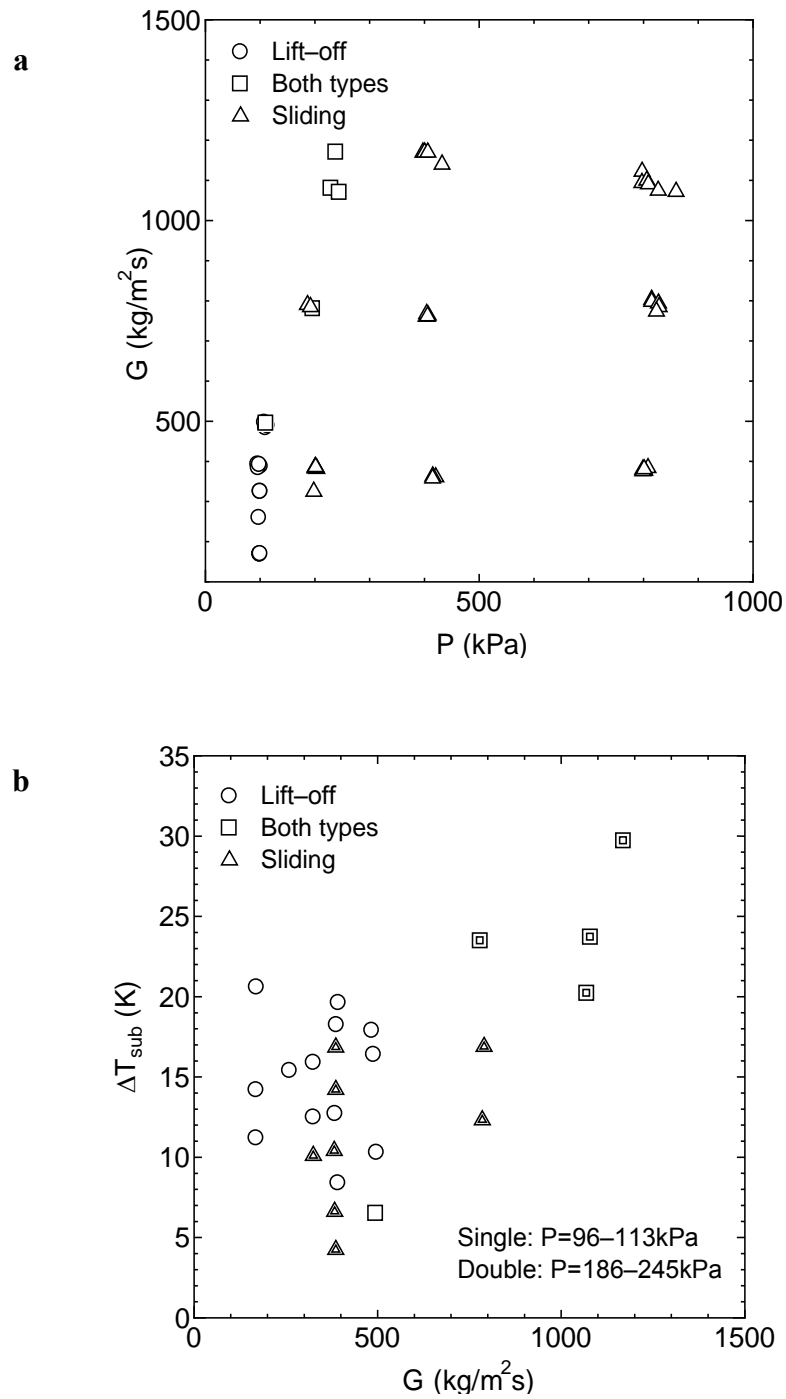 a
1500
Lift–off
Both types
Sliding
1000
G (kg/m²s)
500
0
500
1000
P (kPa)
b
35
Lift–off
30
Both types
Sliding
25
20
ΔTsub (K)
15
10
Single: P=96–113kPa
5
Double: P=186–245kPa
0
0
500
1000
1500
G (kg/m²s)